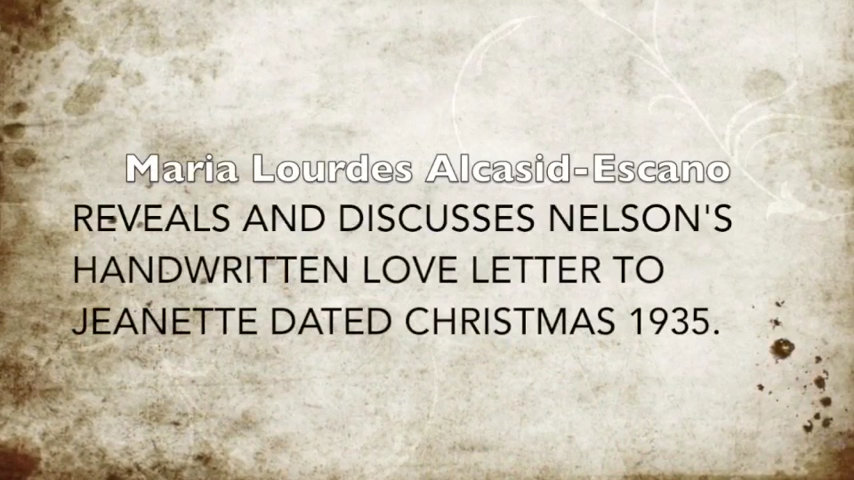 Maria Lourdes Alcasid-Escano
REVEALS AND DISCUSSES NELSON'S
HANDWRITTEN LOVE LETTER TO
JEANETTE DATED CHRISTMAS 1935.